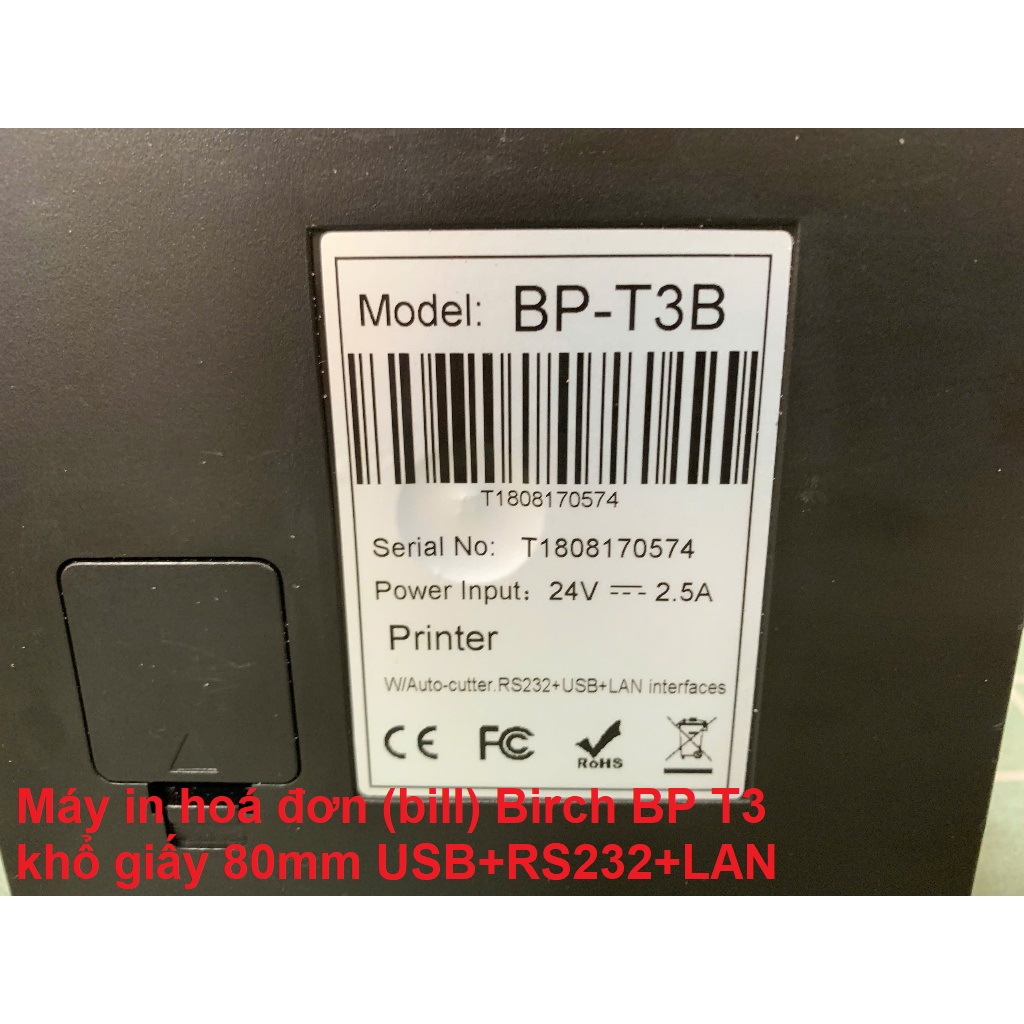 Model: BP-T3B
T1808170574
Serial No: T1808170574
Power Input: 24V 2.5A
Printer
W/Auto-cutter.RS232+USB+LAN interfaces
CE FC RoHS
Máy in hoá đơn (bill) Birch BP T3
khổ giấy 80mm USB+RS232+LAN